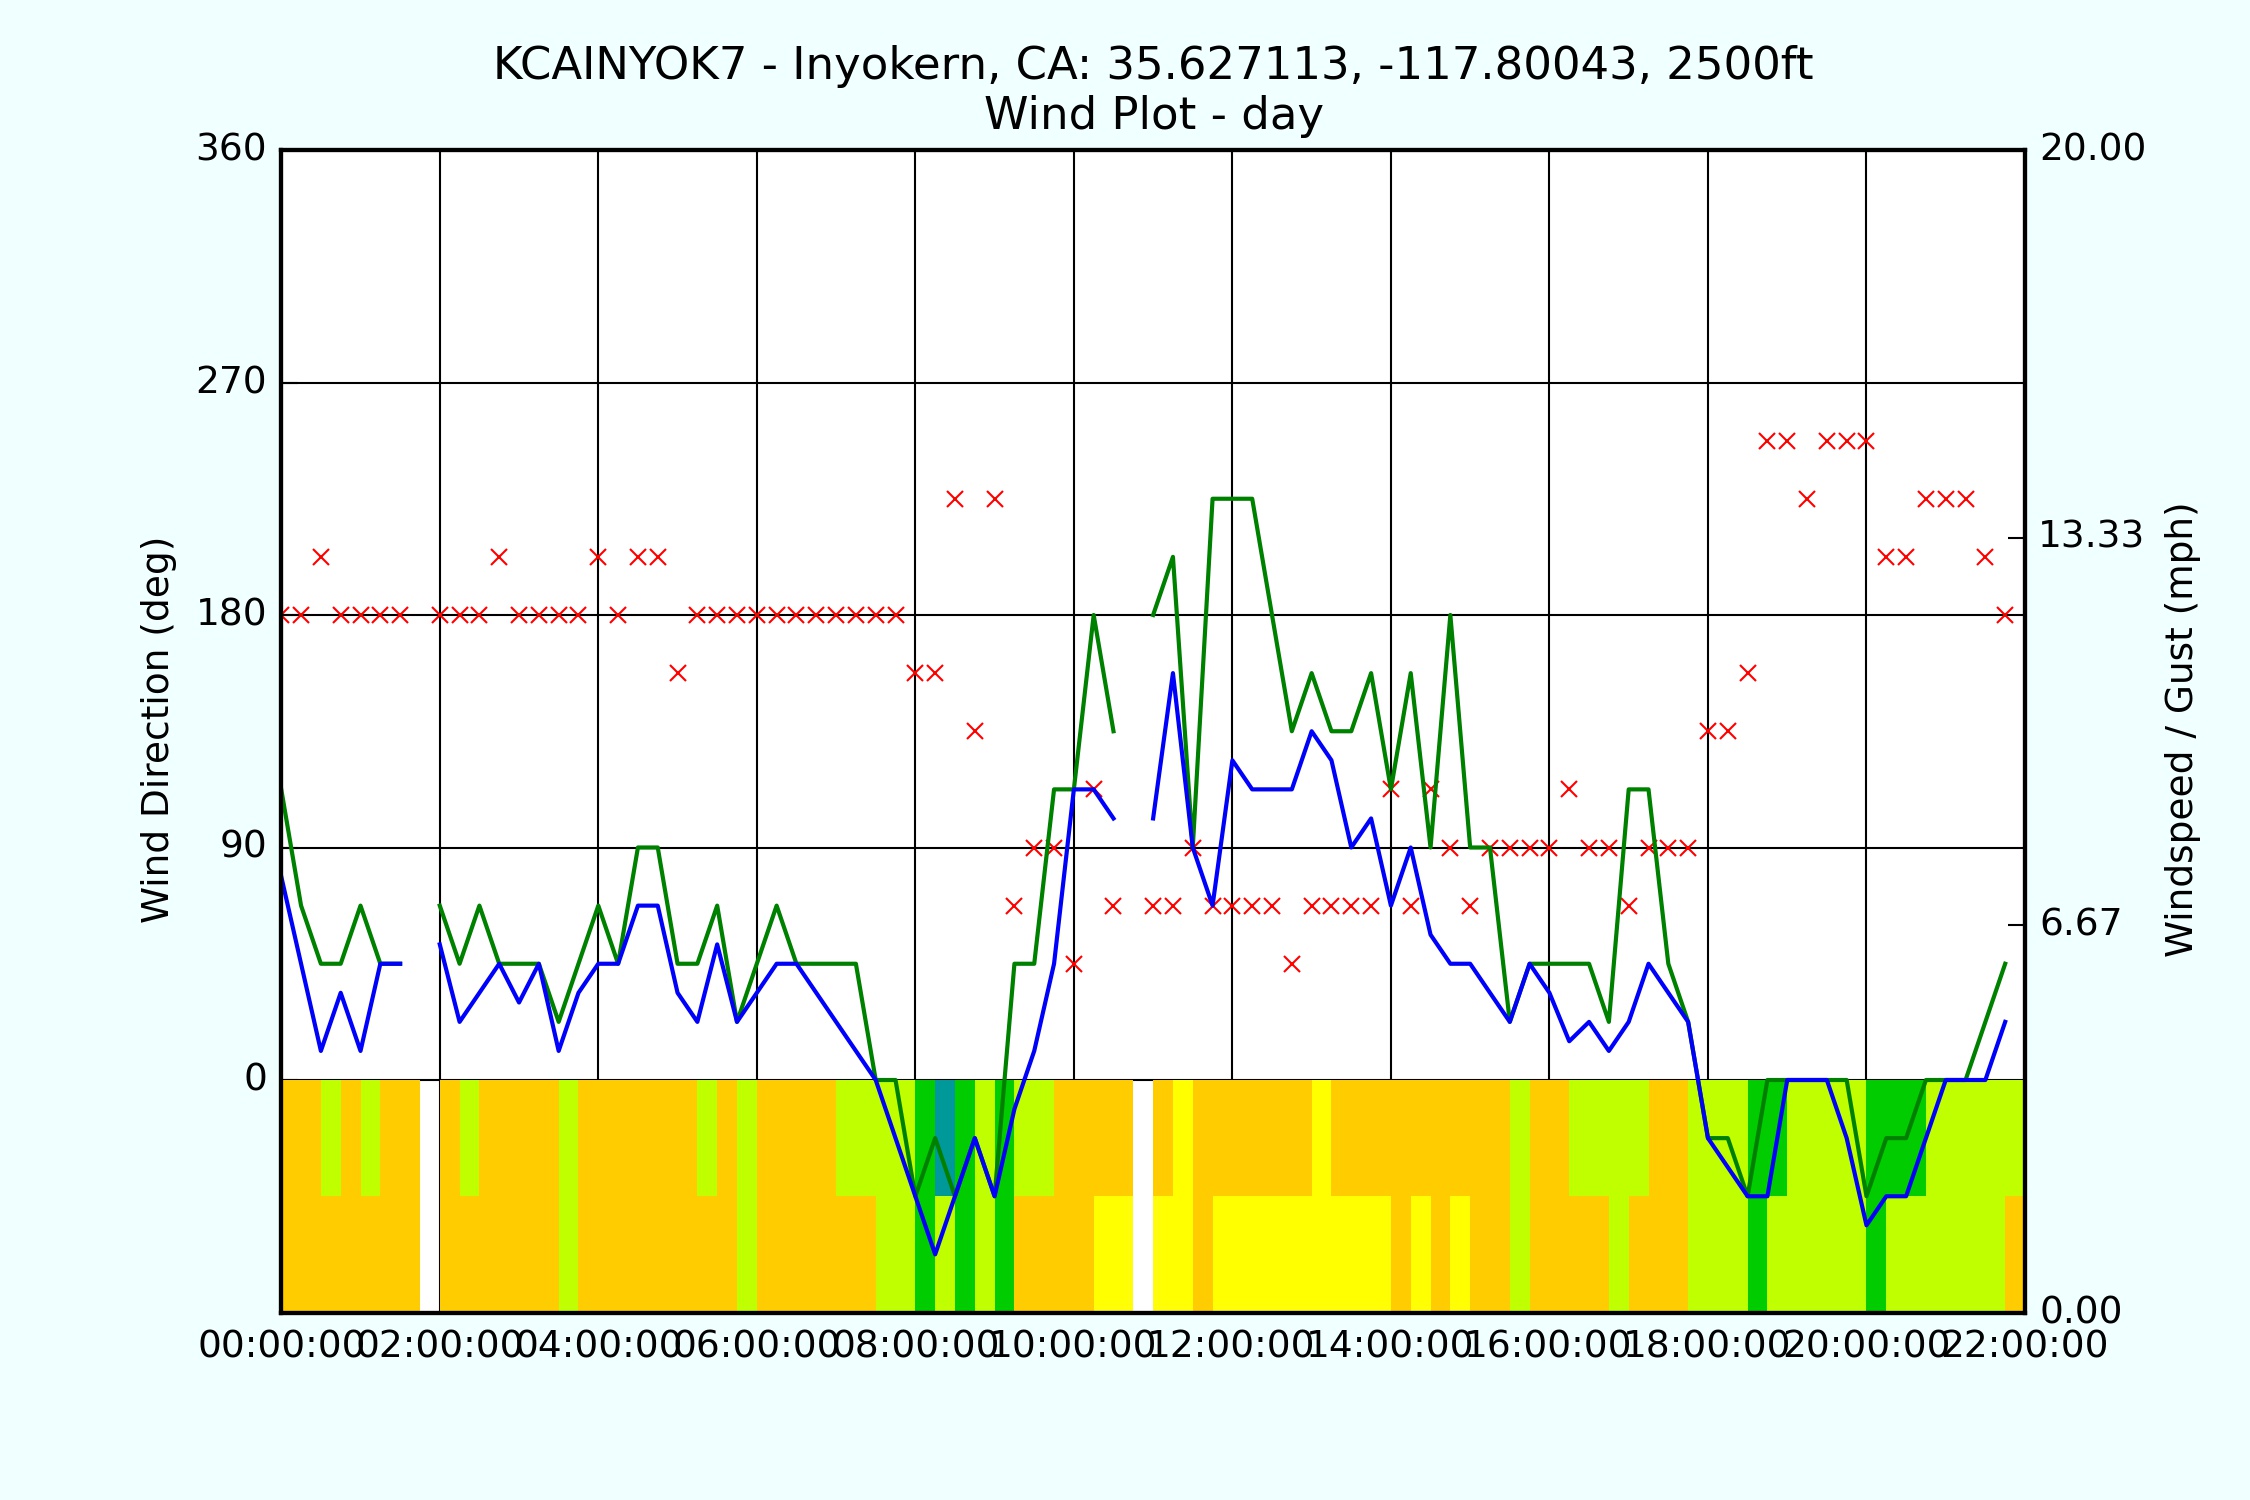 KCAINYOK7 - Inyokern, CA: 35.627113, -117.80043, 2500ft
Wind Plot - day
360
270
180
90
0
Wind Direction (deg)
20.00
13.33
6.67
0.00
Windspeed / Gust (mph)
00:00:00 02:00:00 04:00:00 06:00:00 08:00:00 10:00:00 12:00:00 14:00:00 16:00:00 18:00:00 20:00:00 22:00:00